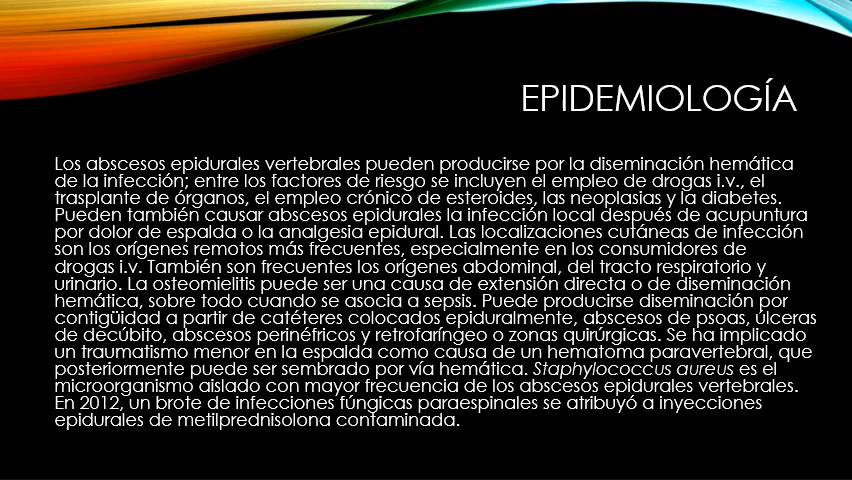 EPIDEMIOLOGÍA
Los abscesos epidurales vertebrales pueden producirse por la diseminación hemática
de la infección; entre los factores de riesgo se incluyen el empleo de drogas i.v., el
trasplante de órganos, el empleo crónico de esteroides, las neoplasias y la diabetes.
Pueden también causar abscesos epidurales la infección local después de acupuntura
por dolor de espalda o la analgesia epidural. Las localizaciones cutáneas de infección
son los orígenes remotos más frecuentes, especialmente en los consumidores de
drogas i.v. También son frecuentes los orígenes abdominal, del tracto respiratorio y
urinario. La osteomielitis puede ser una causa de extensión directa o de diseminación
hemática, sobre todo cuando se asocia a sepsis. Puede producirse diseminación por
contigüidad a partir de catéteres colocados epiduralmente, abscesos de psoas, úlceras
de decúbito, abscesos perinéfricos y retrofaríngeo o zonas quirúrgicas. Se ha implicado
un traumatismo menor en la espalda como causa de un hematoma paravertebral, que
posteriormente puede ser sembrado por vía hemática. Staphylococcus aureus es el
microorganismo aislado con mayor frecuencia de los abscesos epidurales vertebrales.
En 2012, un brote de infecciones fúngicas paraespinales se atribuyó a inyecciones
epidurales de metilprednisolona contaminada.